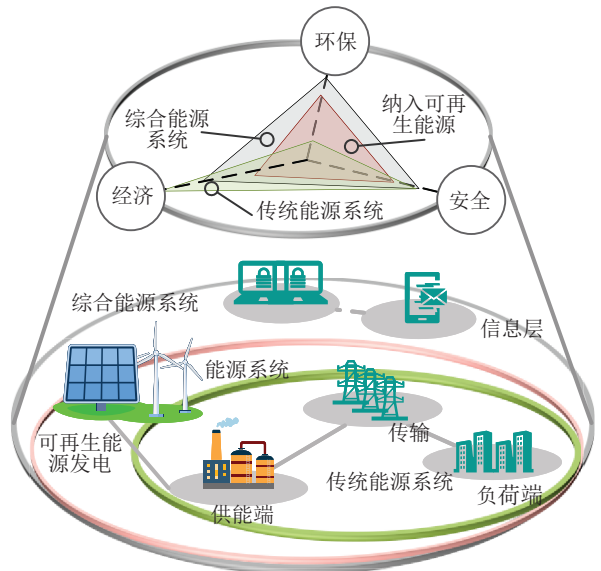 环保
综合能源
系统
纳入可再
生能源
经济
安全
传统能源系统
综合能源系统
信息层
能源系统
可再生能
源发电
传输
传统能源系统
负荷端
供能端